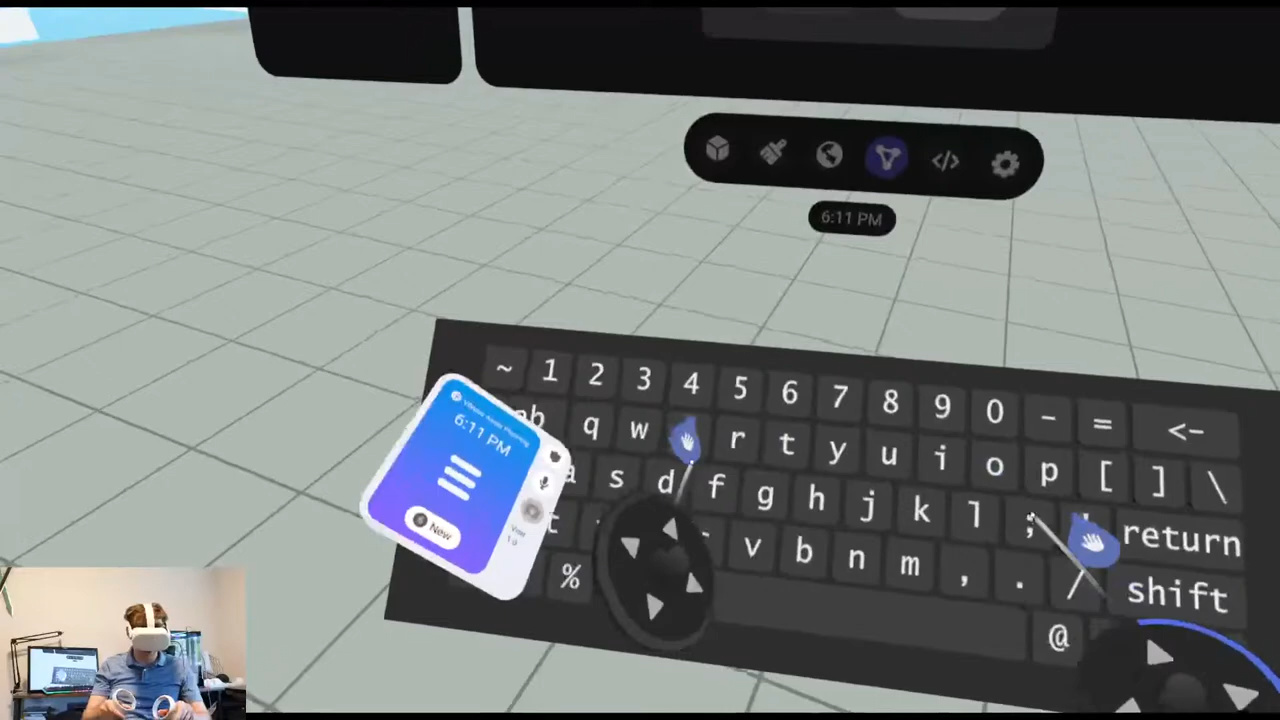 6:11 PM
~ 1 2 3 4 5 6 7 8 9 0 - = <-
q w r t y u i o p [ ] \
a s d f g h j k l ; return
v b n m , . / shift
% @
6:11 PM
New